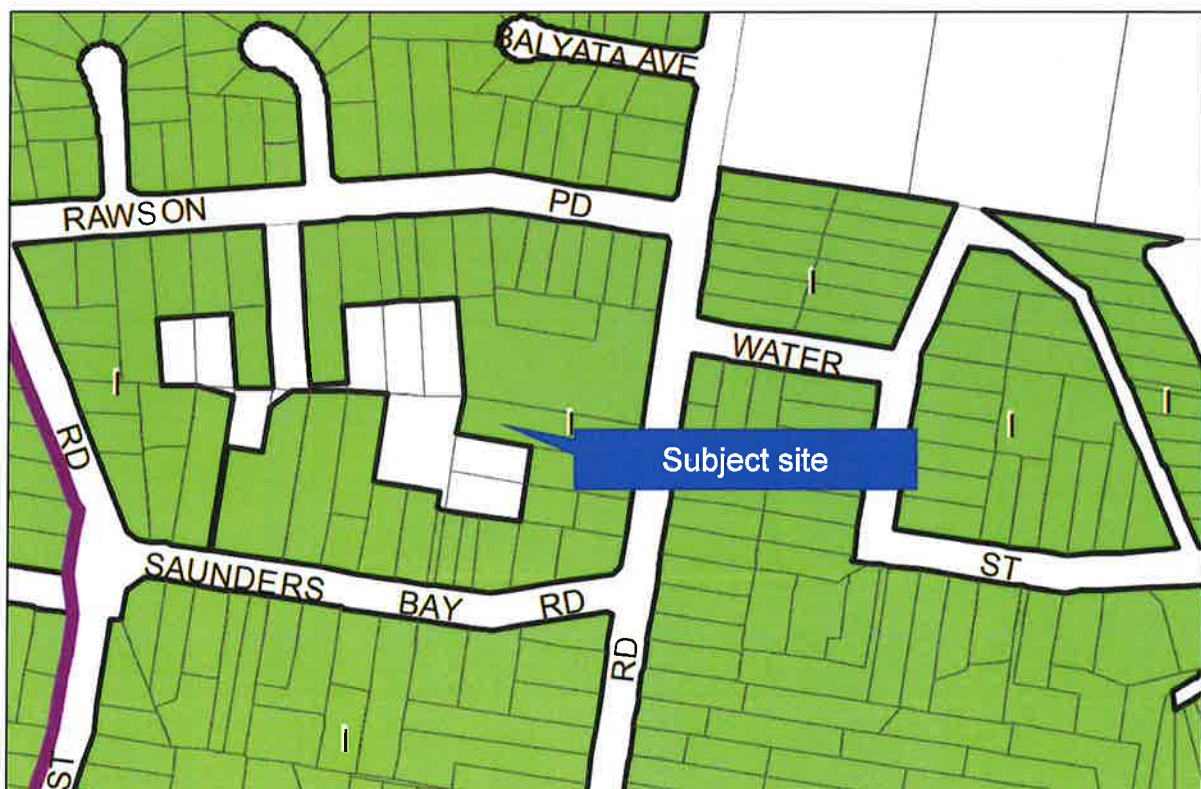 BALYATA AVE
RAWSON PD
I
WATER
I
I
I
I
RD
Subject site
SAUNDERS BAY RD
ST
RD
I
ST